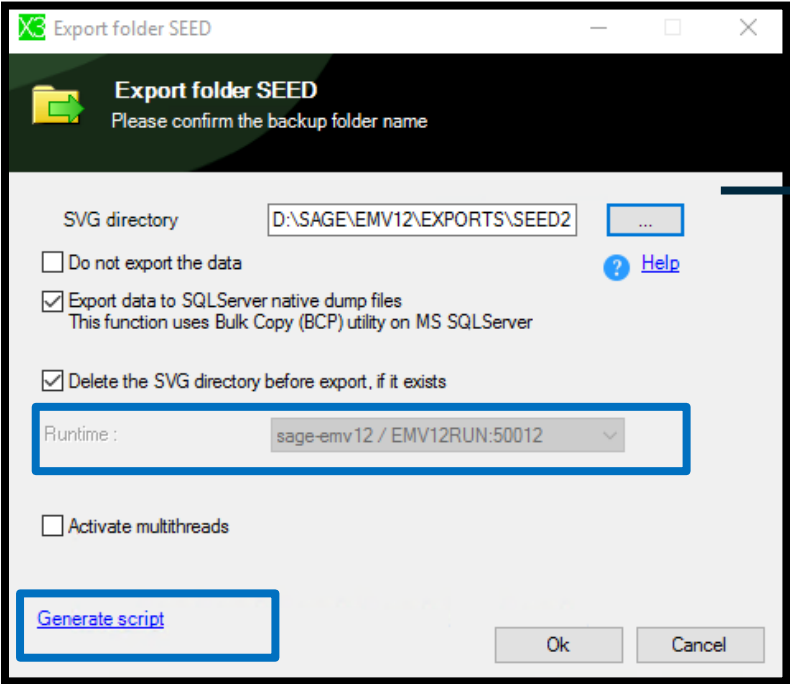 X3 Export folder SEED
Export folder SEED
Please confirm the backup folder name
SVG directory D:\SAGE\EMV12\EXPORTS\SEED2 ...
Do not export the data
? Help
Export data to SQLServer native dump files
This function uses Bulk Copy (BCP) utility on MS SQLServer
Delete the SVG directory before export, if it exists
Runtime : sage-emv12 / EMV12RUN:50012
Activate multithreads
Generate script
Ok Cancel